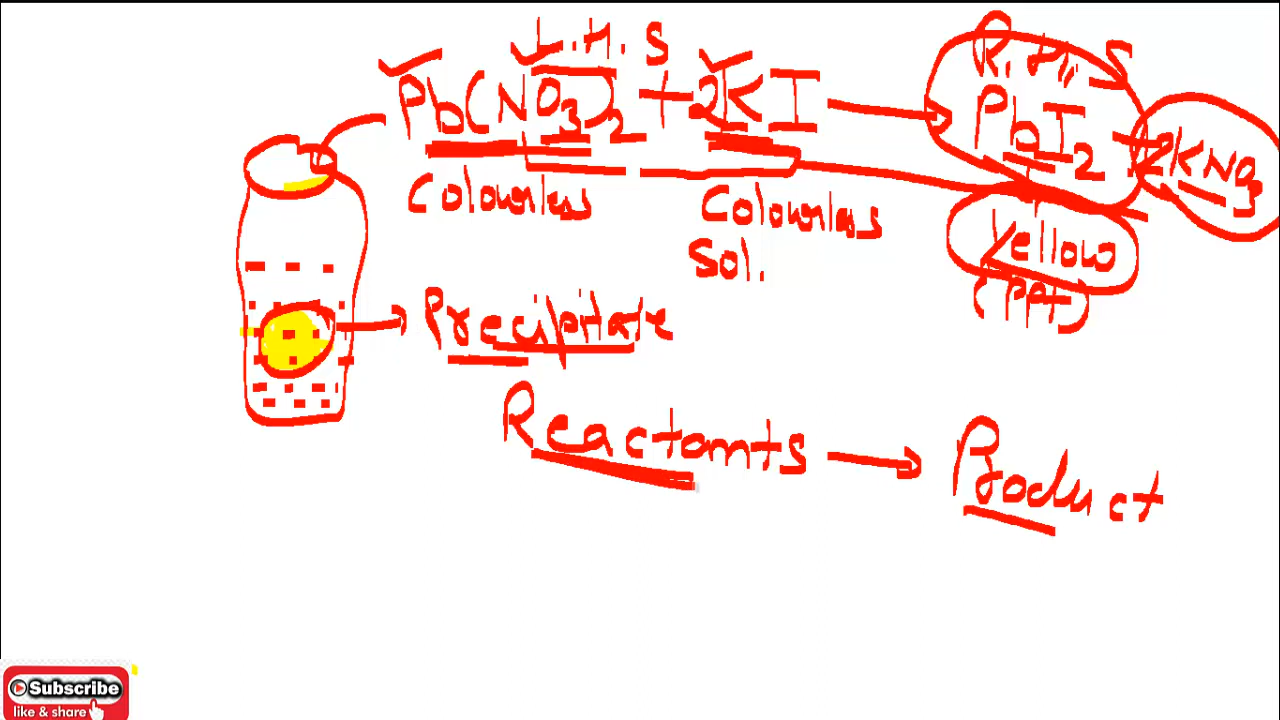 L.H.S R.H.S
Pb(NO3)2 + 2KI → PbI2 + 2KNO3
Colourless Colourless Yellow
Sol. (PPt)
Precipitate
Reactants → Product
Subscribe
like & share